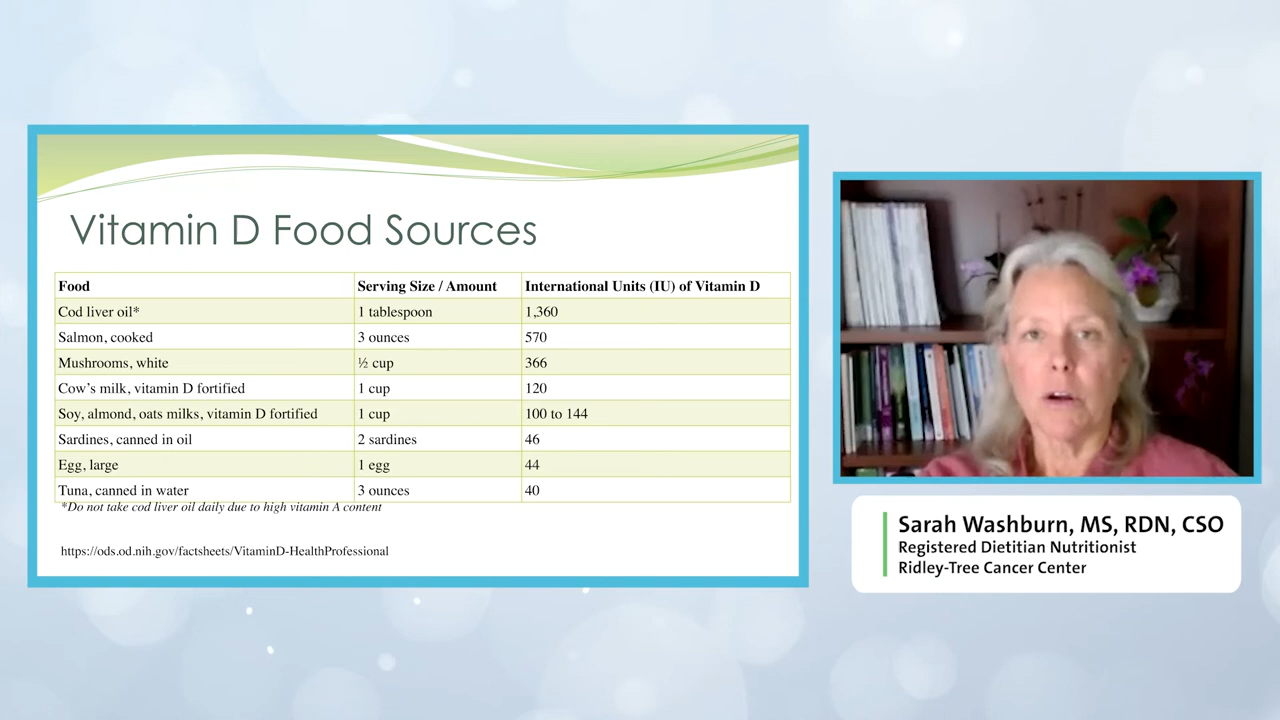 Vitamin D Food Sources
Food Serving Size / Amount International Units (IU) of Vitamin D
Cod liver oil* 1 tablespoon 1,360
Salmon, cooked 3 ounces 570
Mushrooms, white ½ cup 366
Cow's milk, vitamin D fortified 1 cup 120
Soy, almond, oats milks, vitamin D fortified 1 cup 100 to 144
Sardines, canned in oil 2 sardines 46
Egg, large 1 egg 44
Tuna, canned in water 3 ounces 40
*Do not take cod liver oil daily due to high vitamin A content
https://ods.od.nih.gov/factsheets/VitaminD-HealthProfessional
Sarah Washburn, MS, RDN, CSO
Registered Dietitian Nutritionist
Ridley-Tree Cancer Center